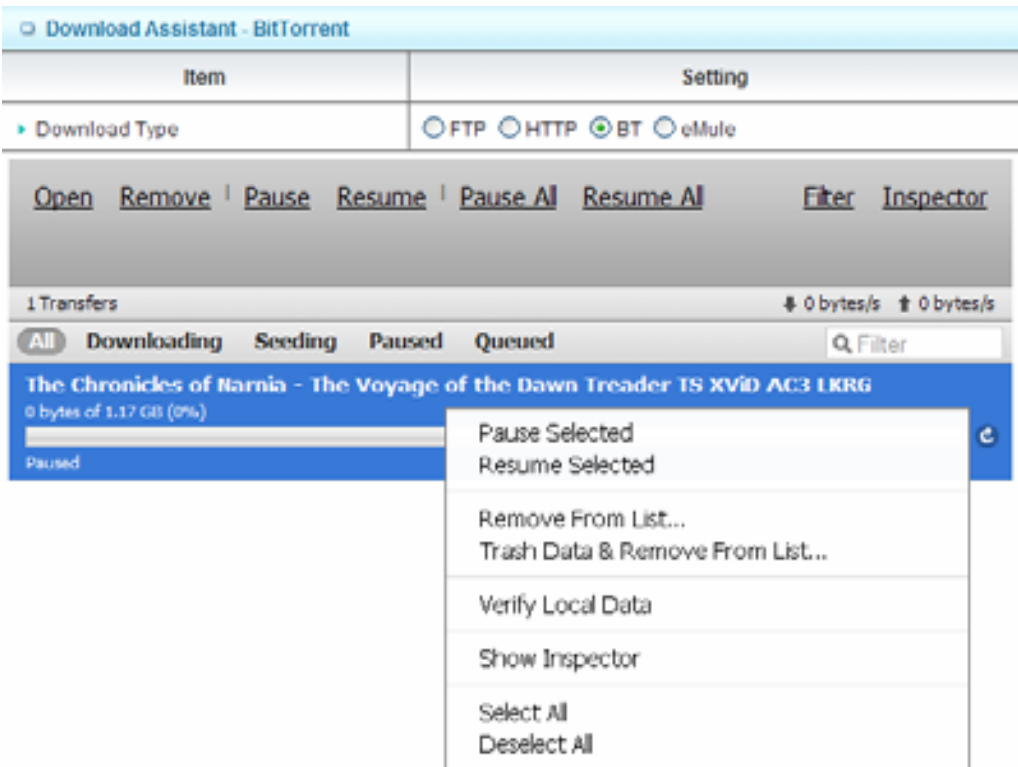 Download Assistant - BitTorrent
Item Setting
Download Type FTP HTTP BT eMule
Open Remove Pause Resume Pause All Resume All Filter Inspector
1 Transfers 0 bytes/s 0 bytes/s
All Downloading Seeding Paused Queued Filter
The Chronicles of Narnia - The Voyage of the Dawn Treader TS XViD AC3 LKRG
0 bytes of 1.17 GB (0%)
Paused
Pause Selected
Resume Selected
Remove From List...
Trash Data & Remove From List...
Verify Local Data
Show Inspector
Select All
Deselect All